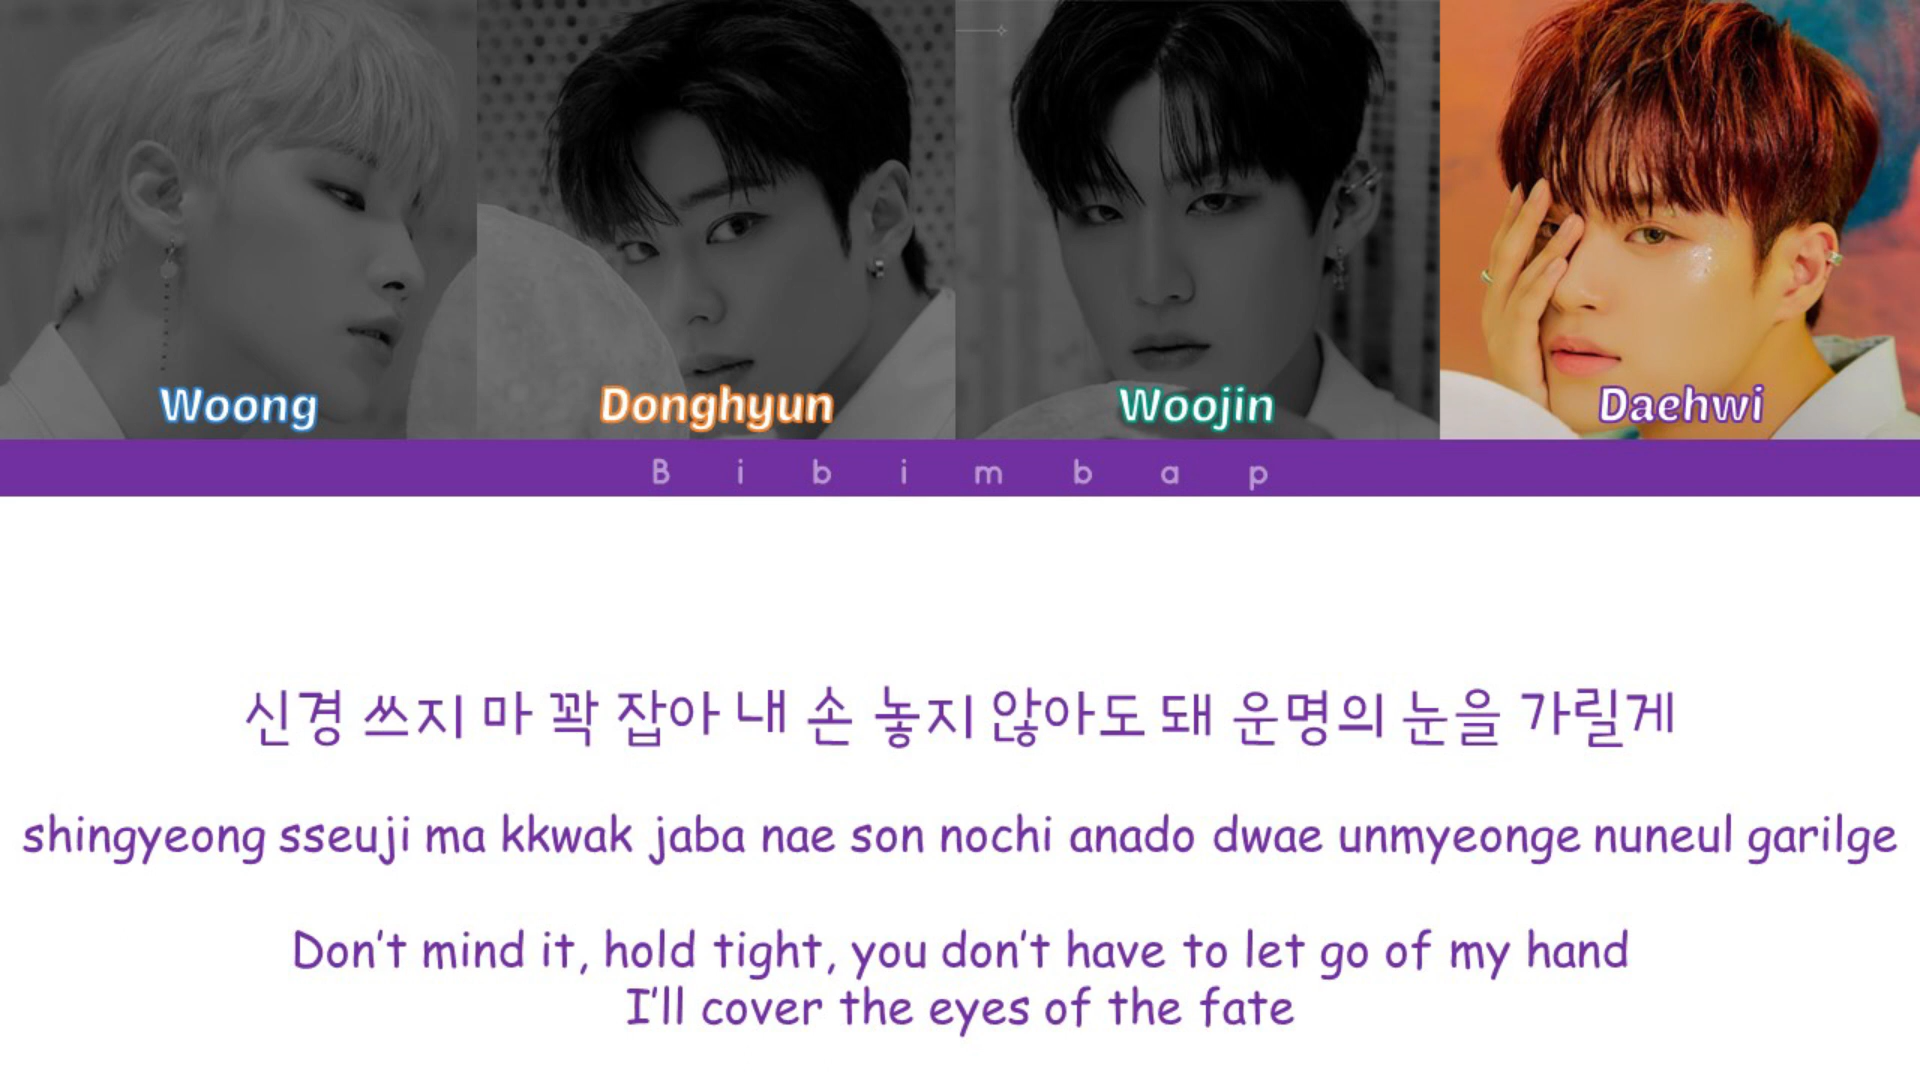 Woong
Donghyun
Woojin
Daehwi
Bibimbap
신경 쓰지 마 꽉 잡아 내 손 놓지 않아도 돼 운명의 눈을 가릴게
shingyeong sseuji ma kkwak jaba nae son nochi anado dwae unmyeonge nuneul garilge
Don't mind it, hold tight, you don't have to let go of my hand
I'll cover the eyes of the fate